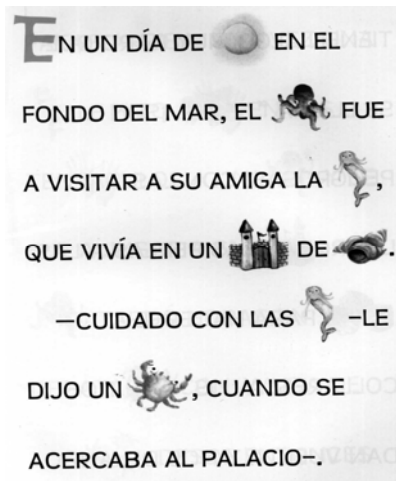 EN UN DÍA DE EN EL
FONDO DEL MAR, EL FUE
A VISITAR A SU AMIGA LA ,
QUE VIVÍA EN UN DE .
—CUIDADO CON LAS –LE
DIJO UN , CUANDO SE
ACERCABA AL PALACIO–.